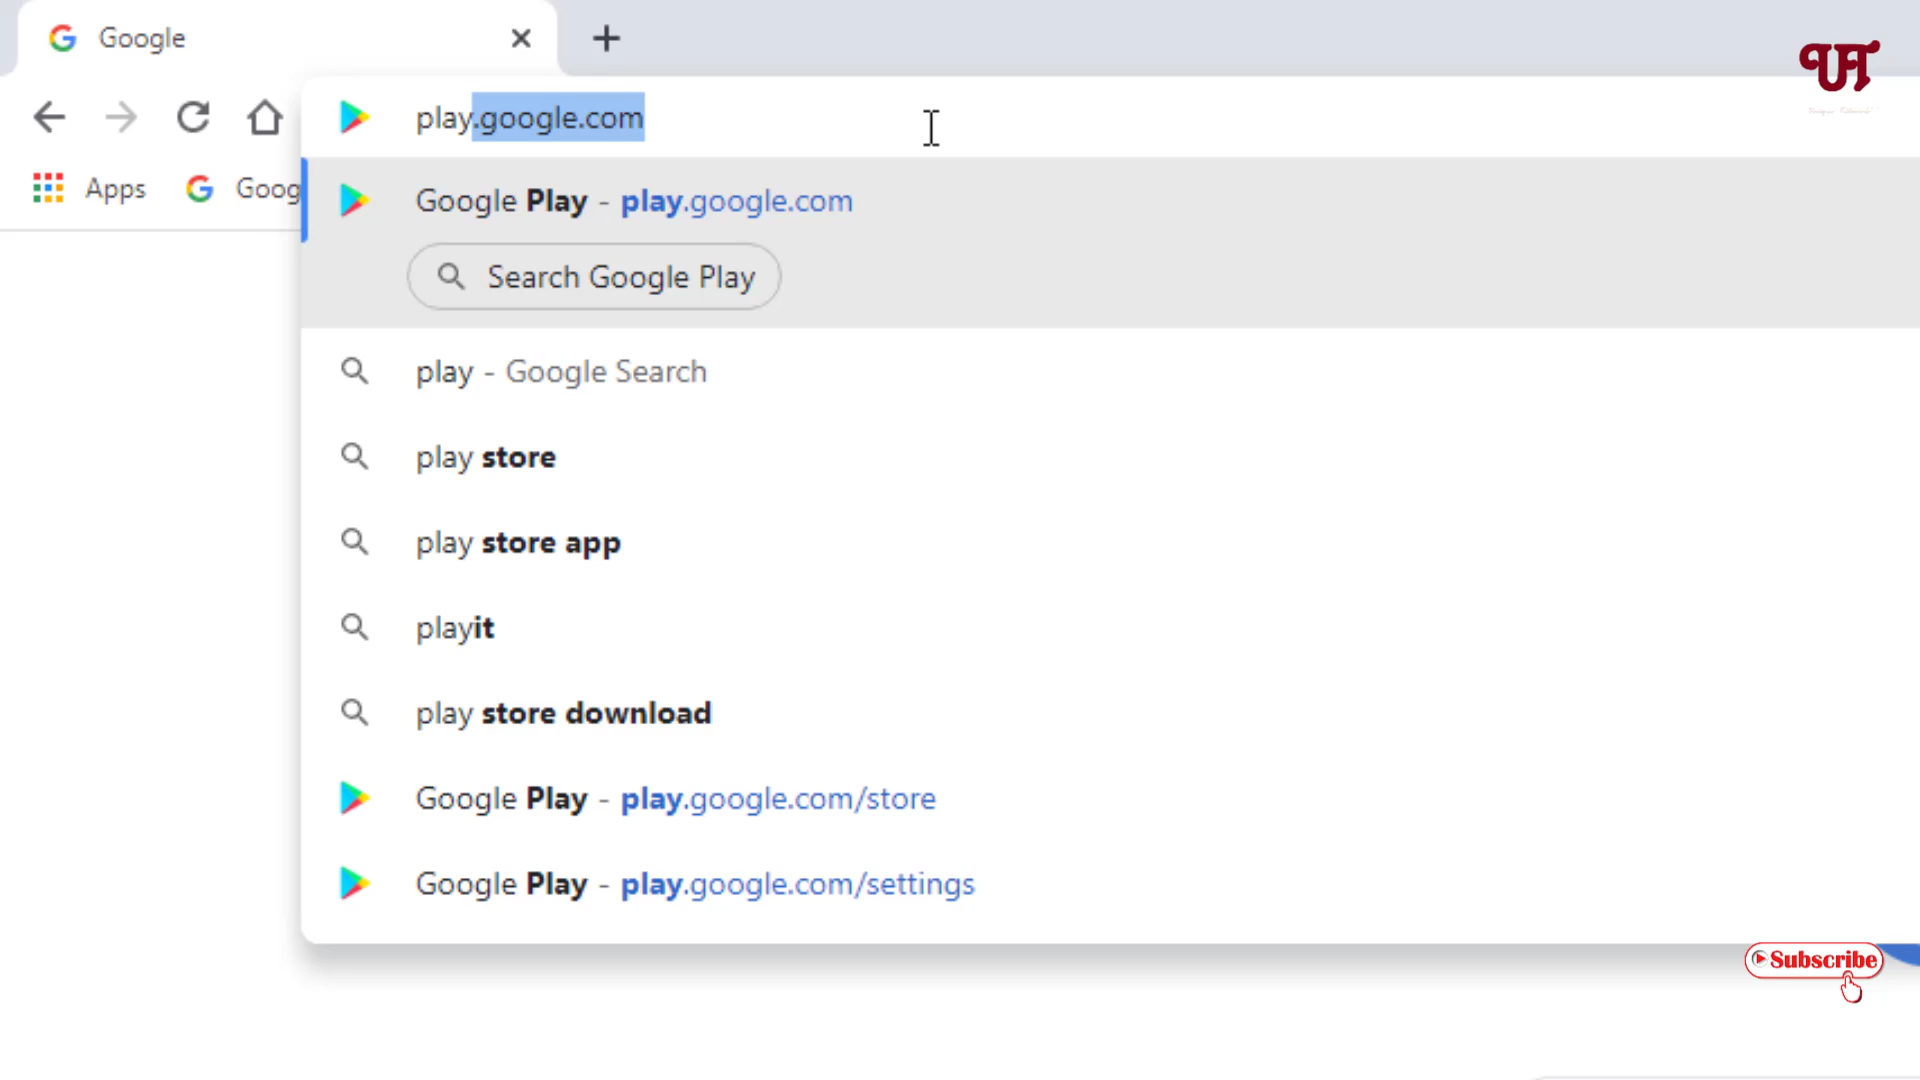 Google
UT
play.google.com
Apps
Goog
Google Play - play.google.com
Search Google Play
play - Google Search
play store
play store app
playit
play store download
Google Play - play.google.com/store
Google Play - play.google.com/settings
Subscribe